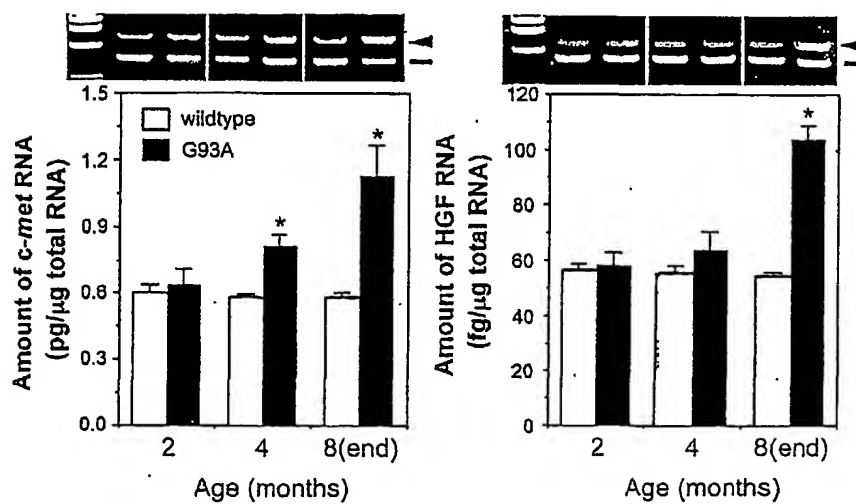 1.5
1.2
0.9
0.8
0.3
0.0
Amount of c-met RNA
(pg/µg total RNA)
wildtype
G93A
*
*
2 4 8(end)
Age (months)
120
100
80
60
40
20
0
Amount of HGF RNA
(fg/µg total RNA)
*
2 4 8(end)
Age (months)